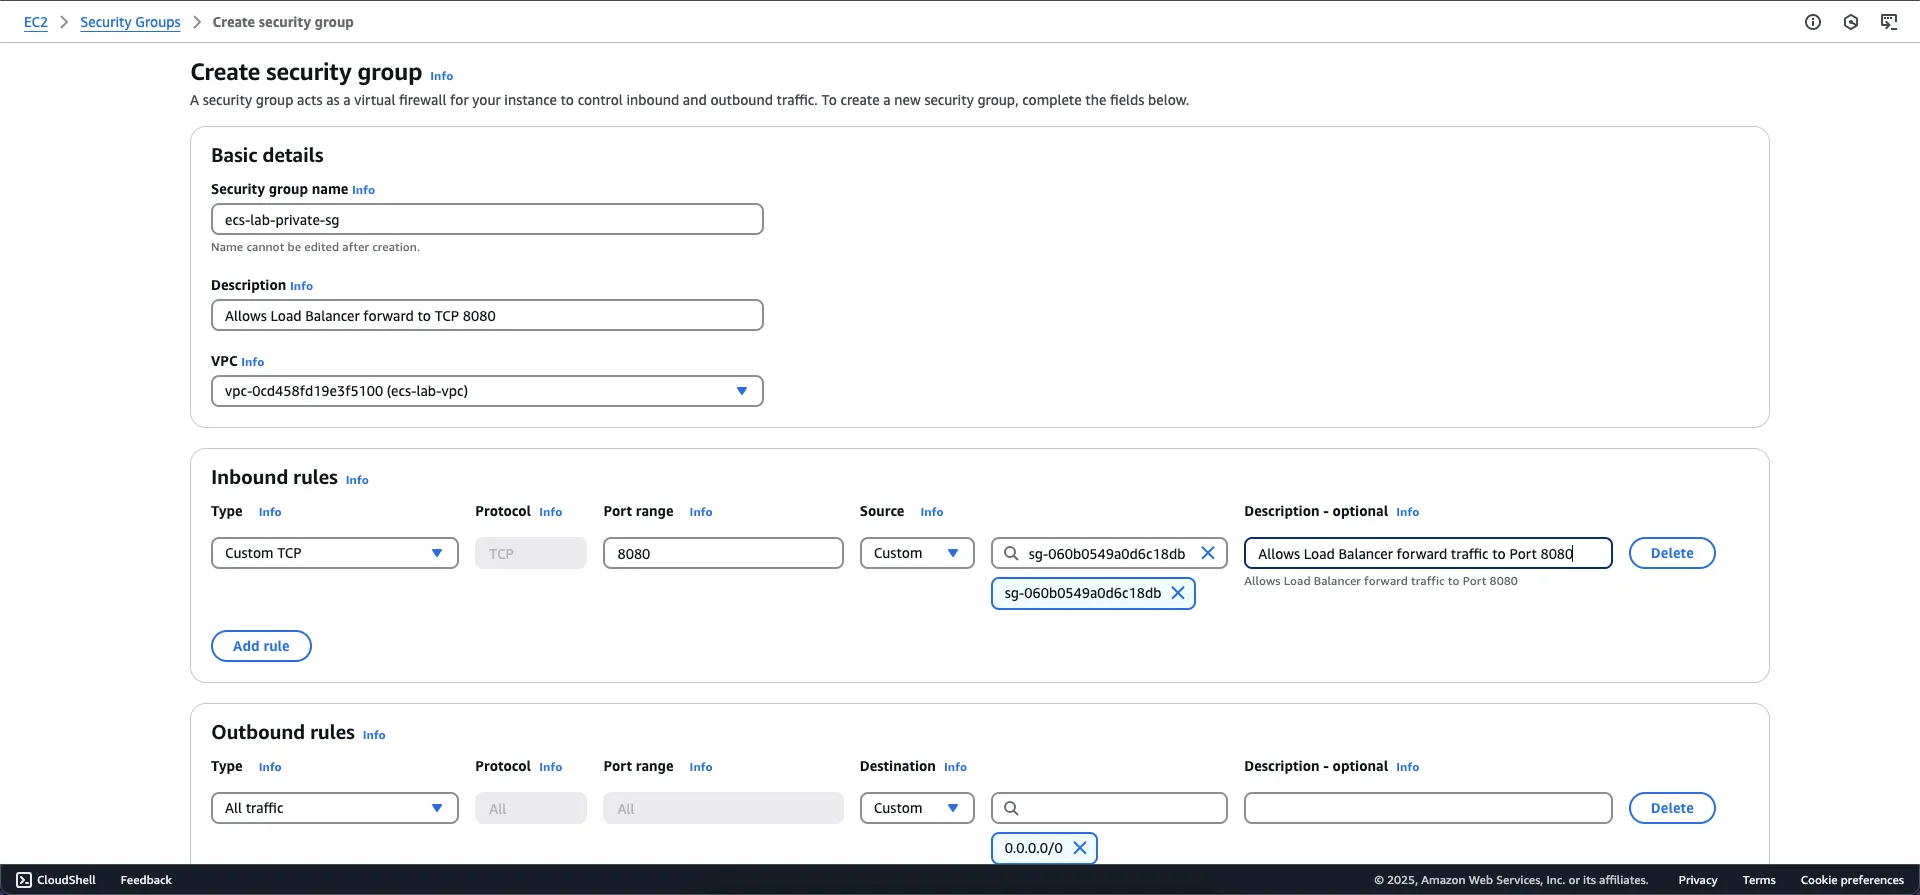 EC2 > Security Groups > Create security group
Create security group Info
A security group acts as a virtual firewall for your instance to control inbound and outbound traffic. To create a new security group, complete the fields below.
Basic details
Security group name Info
ecs-lab-private-sg
Name cannot be edited after creation.
Description Info
Allows Load Balancer forward to TCP 8080
VPC Info
vpc-0cd458fd19e3f5100 (ecs-lab-vpc)
Inbound rules Info
Type Info Protocol Info Port range Info Source Info Description - optional Info
Custom TCP TCP 8080 Custom sg-060b0549a0d6c18db Allows Load Balancer forward traffic to Port 8080 Delete
Allows Load Balancer forward traffic to Port 8080
sg-060b0549a0d6c18db
Add rule
Outbound rules Info
Type Info Protocol Info Port range Info Destination Info Description - optional Info
All traffic All All Custom Delete
0.0.0.0/0
CloudShell Feedback © 2025, Amazon Web Services, Inc. or its affiliates. Privacy Terms Cookie preferences